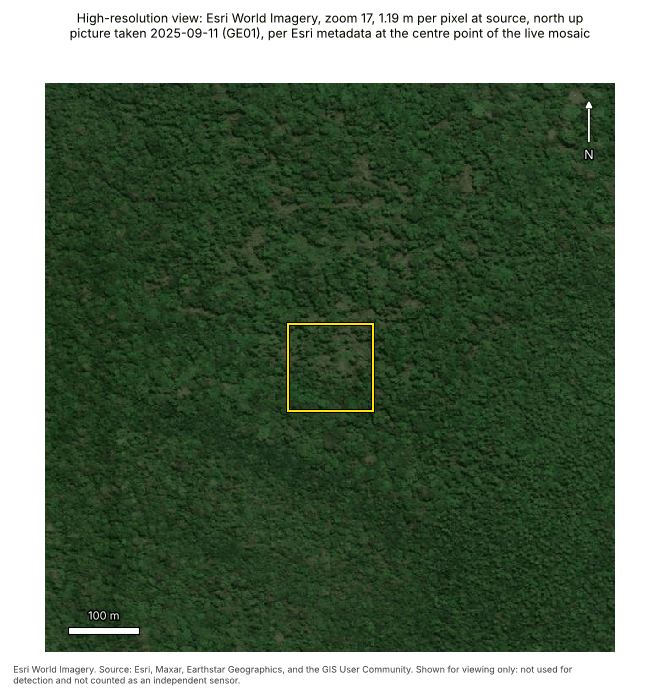 High-resolution view: Esri World Imagery, zoom 17, 1.19 m per pixel at source, north up
picture taken 2025-09-11 (GE01), per Esri metadata at the centre point of the live mosaic
N
100 m
Esri World Imagery. Source: Esri, Maxar, Earthstar Geographics, and the GIS User Community. Shown for viewing only: not used for
detection and not counted as an independent sensor.